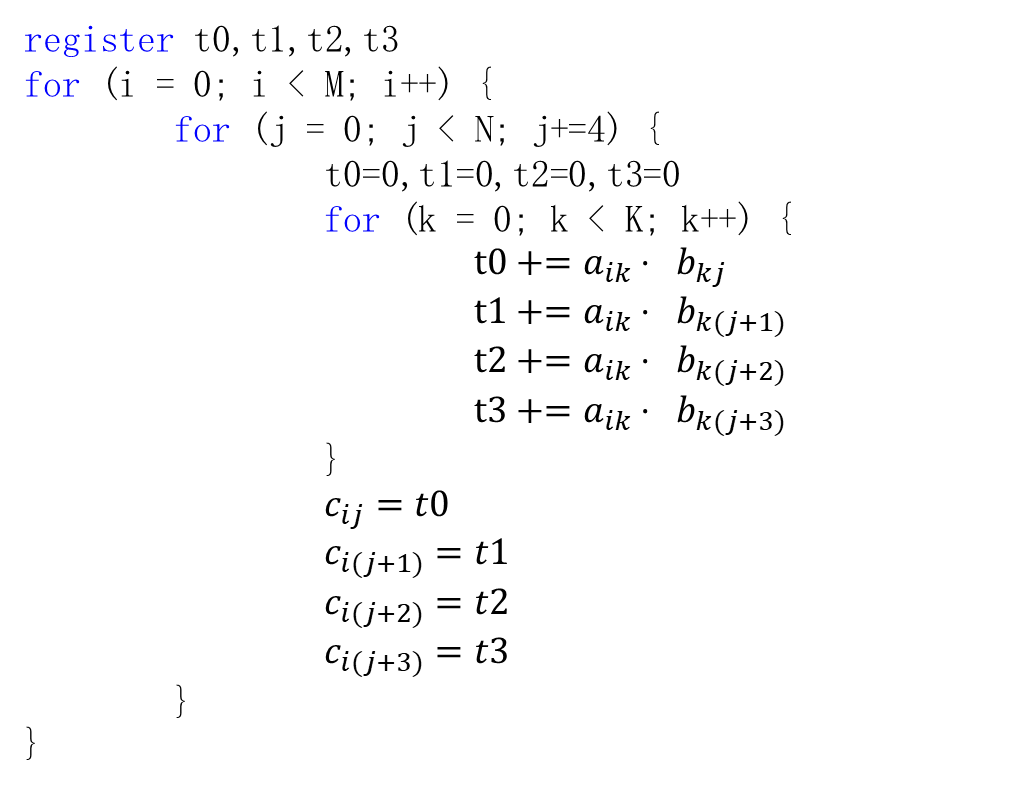 register t0,t1,t2,t3
for (i = 0; i < M; i++) {
for (j = 0; j < N; j+=4) {
t0=0,t1=0,t2=0,t3=0
for (k = 0; k < K; k++) {
t0 += a_{ik} · b_{kj}
t1 += a_{ik} · b_{k(j+1)}
t2 += a_{ik} · b_{k(j+2)}
t3 += a_{ik} · b_{k(j+3)}
}
c_{ij} = t0
c_{i(j+1)} = t1
c_{i(j+2)} = t2
c_{i(j+3)} = t3
}
}